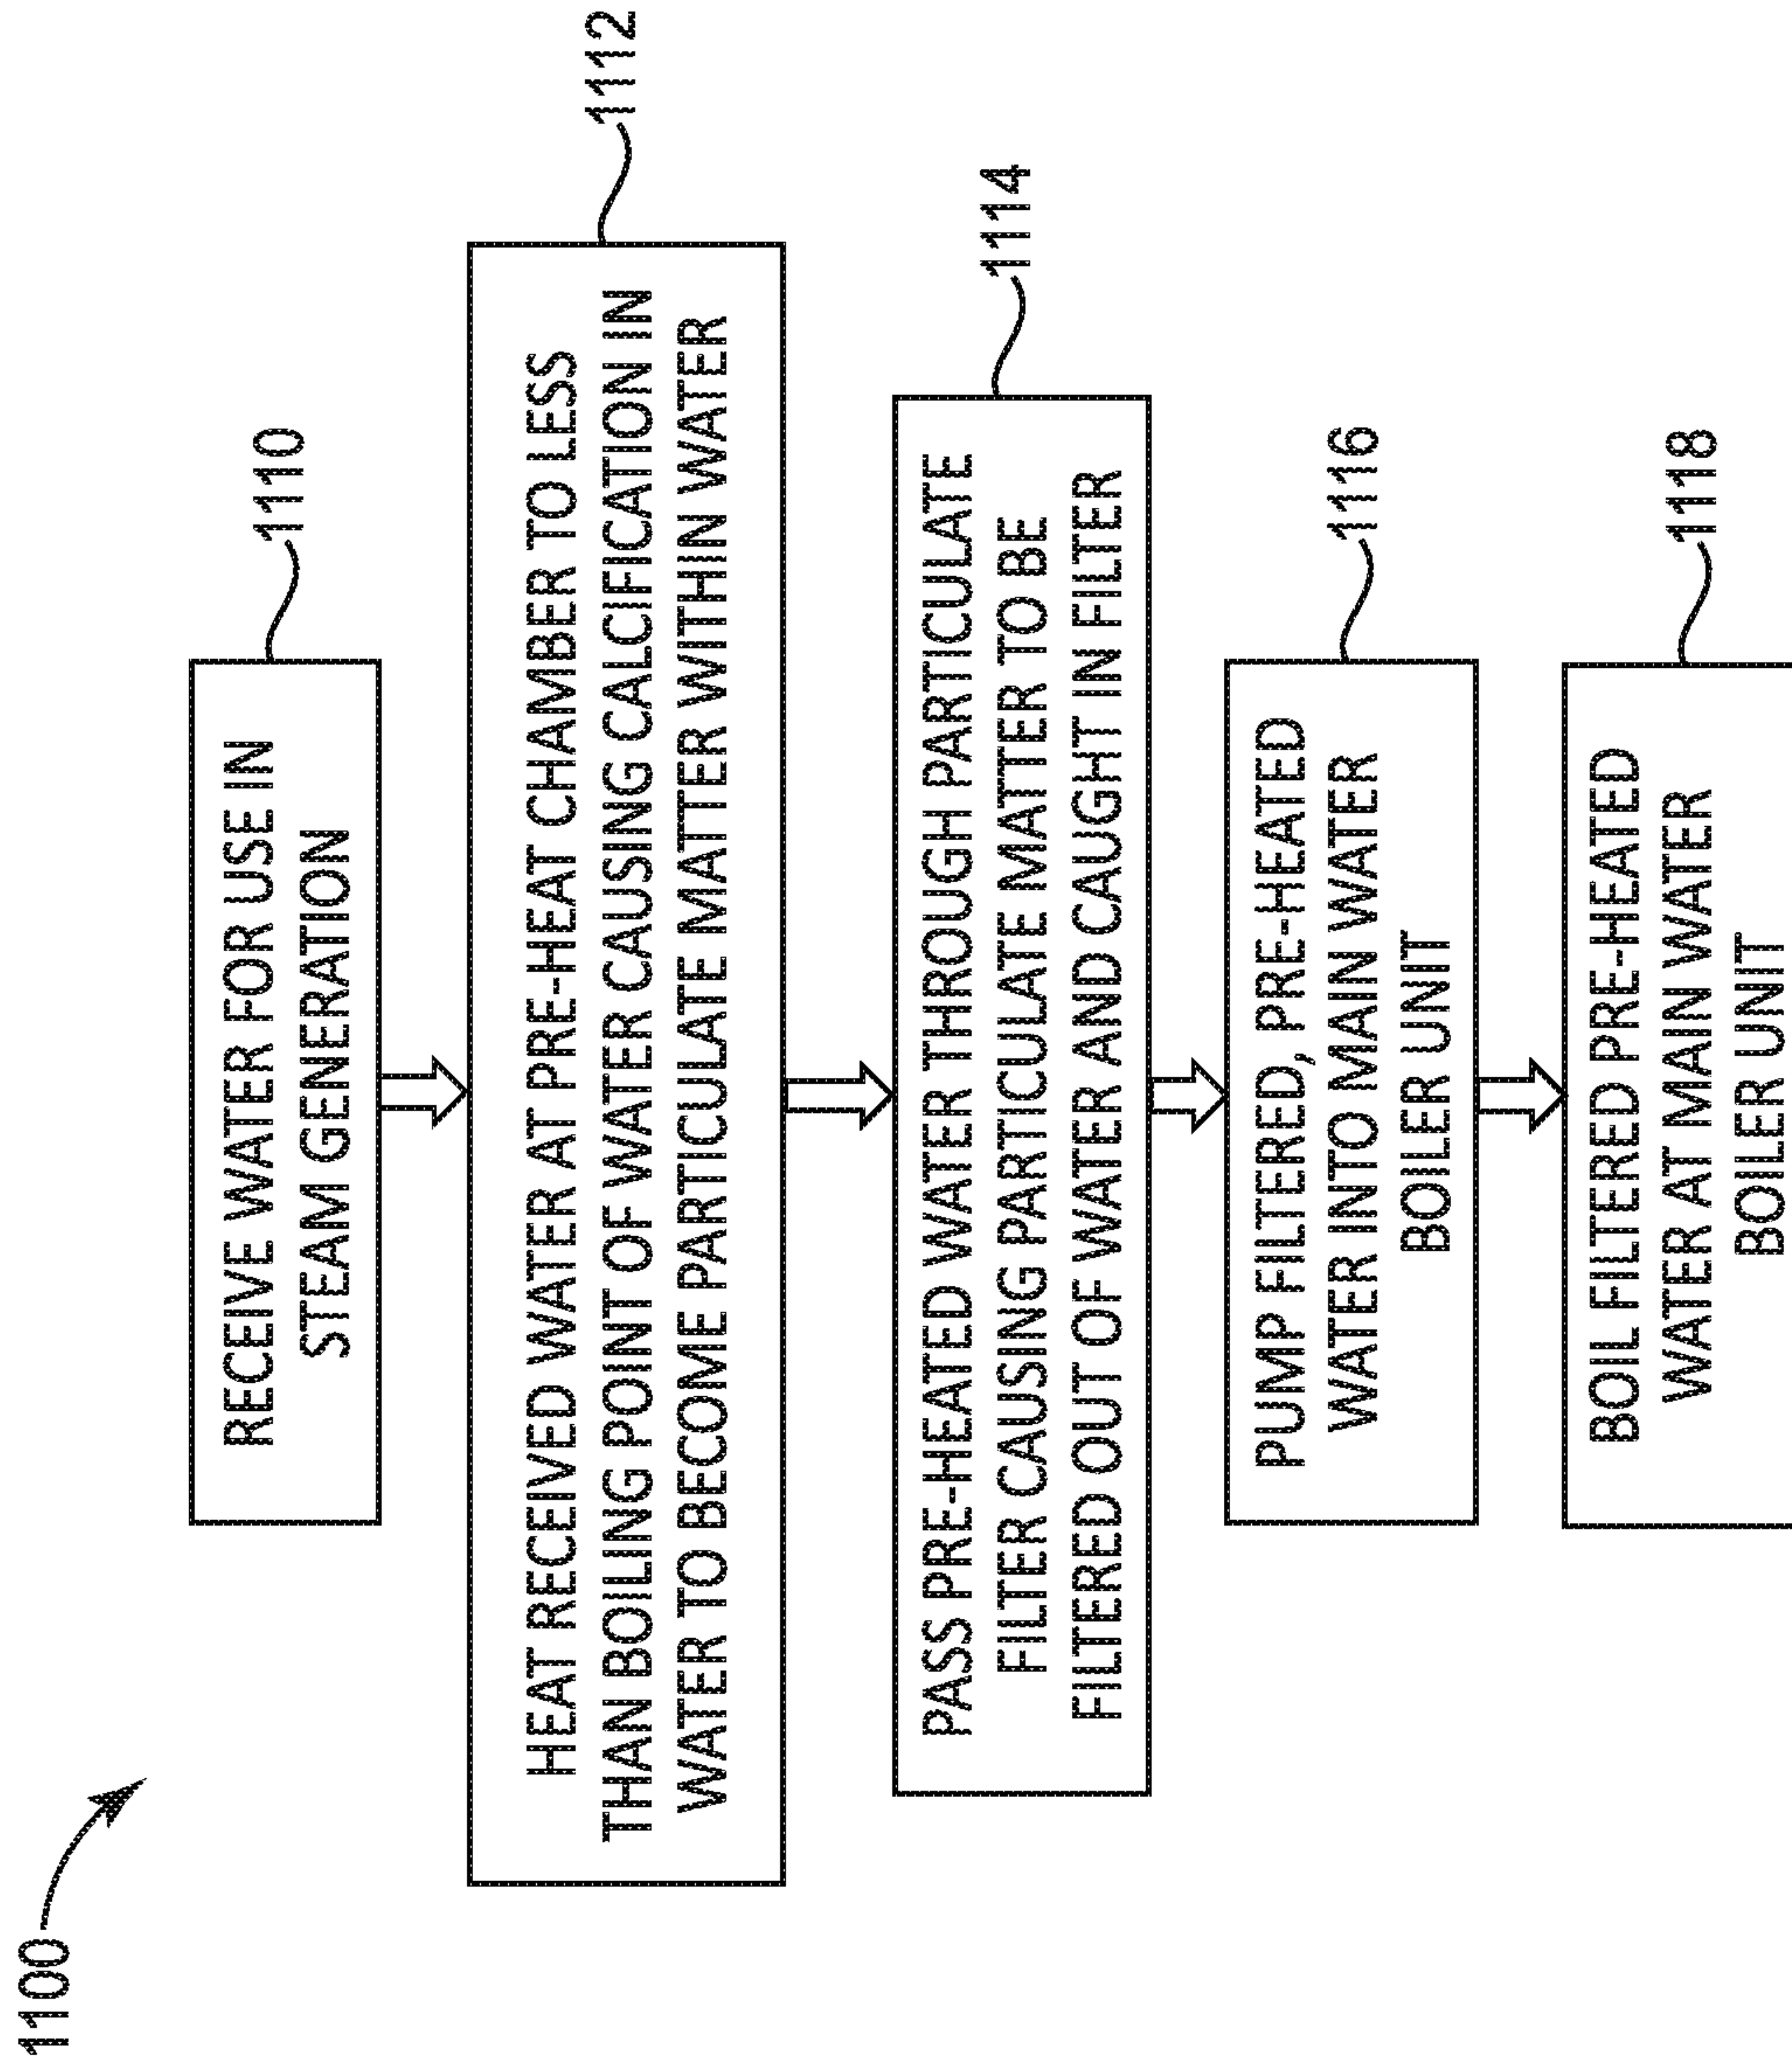 1100
RECEIVE WATER FOR USE IN
STEAM GENERATION
1110
HEAT RECEIVED WATER AT PRE-HEAT CHAMBER TO LESS
THAN BOILING POINT OF WATER CAUSING CALCIFICATION IN
WATER TO BECOME PARTICULATE MATTER WITHIN WATER
1112
PASS PRE-HEATED WATER THROUGH PARTICULATE
FILTER CAUSING PARTICULATE MATTER TO BE
FILTERED OUT OF WATER AND CAUGHT IN FILTER
1114
PUMP FILTERED, PRE-HEATED
WATER INTO MAIN WATER
BOILER UNIT
1116
BOIL FILTERED PRE-HEATED
WATER AT MAIN WATER
BOILER UNIT
1118